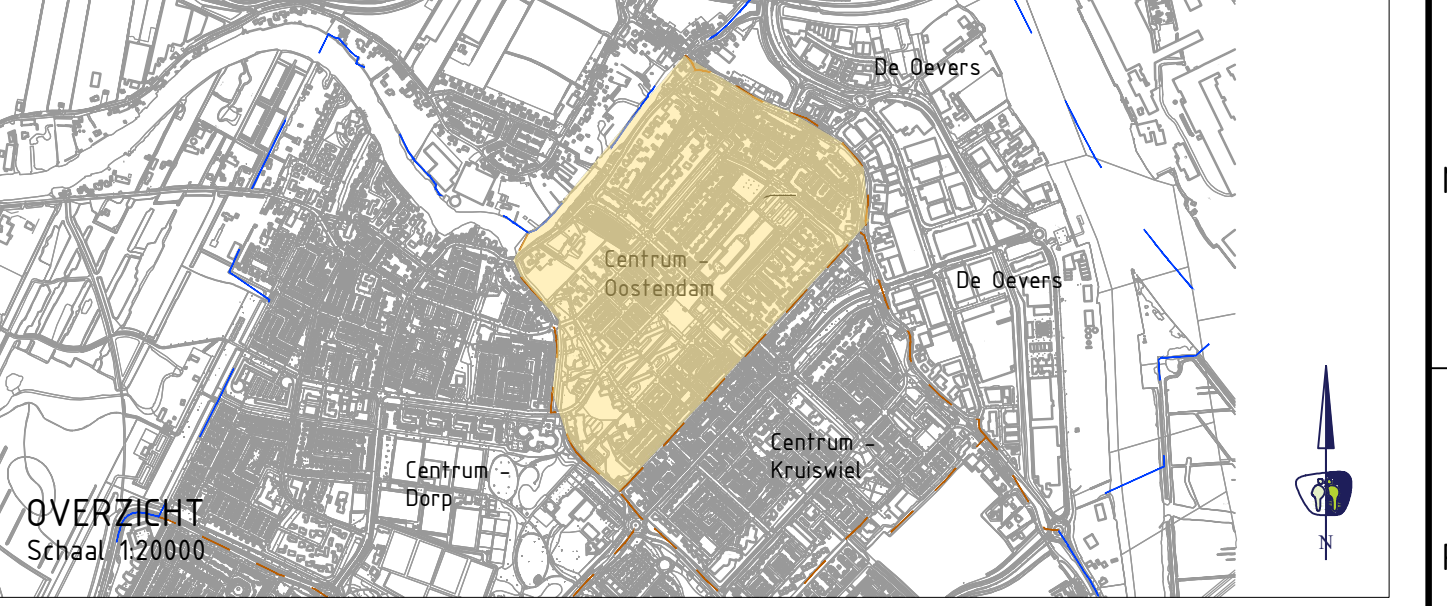 De Oevers
Centrum –
Oostendam
De Oevers
Centrum –
Kruiswiel
Centrum –
Dorp
OVERZICHT
Schaal 1:20000
N